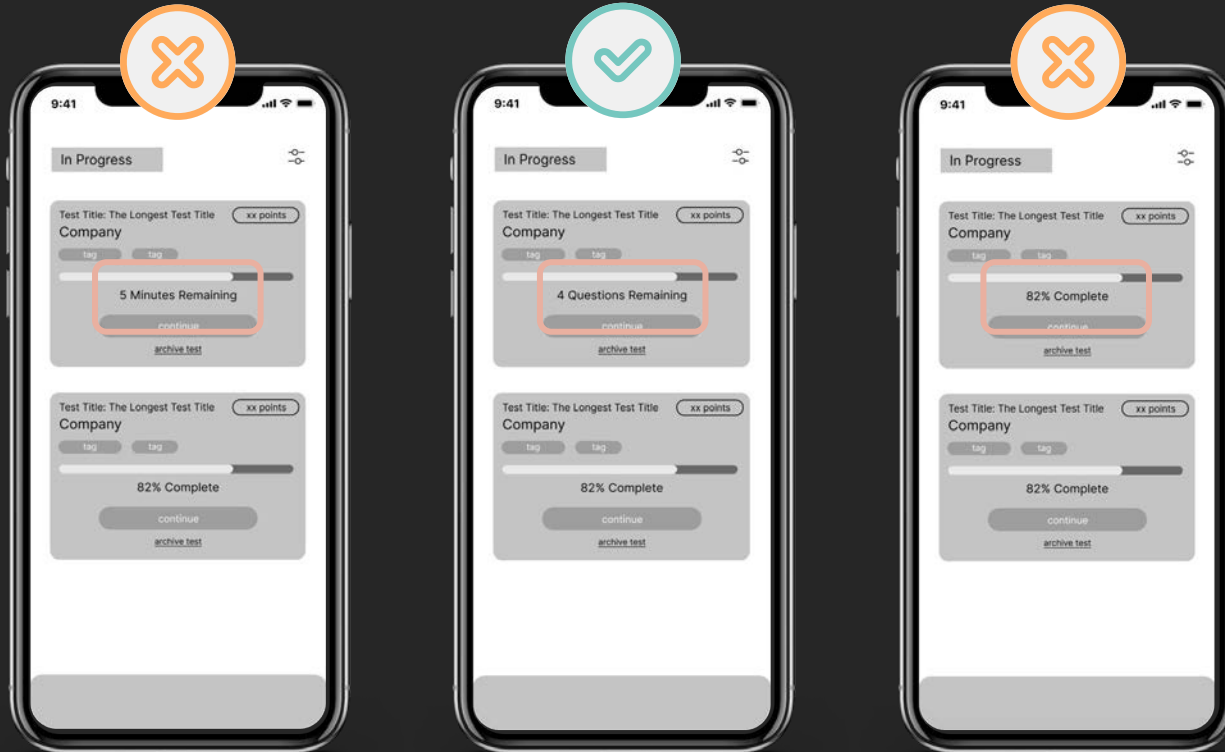 9:41
In Progress
Test Title: The Longest Test Title
xx points
Company
tag
tag
5 Minutes Remaining
continue
archive test
Test Title: The Longest Test Title
xx points
Company
tag
tag
82% Complete
continue
archive test
9:41
In Progress
Test Title: The Longest Test Title
xx points
Company
tag
tag
4 Questions Remaining
continue
archive test
Test Title: The Longest Test Title
xx points
Company
tag
tag
82% Complete
continue
archive test
9:41
In Progress
Test Title: The Longest Test Title
xx points
Company
tag
tag
82% Complete
continue
archive test
Test Title: The Longest Test Title
xx points
Company
tag
tag
82% Complete
continue
archive test